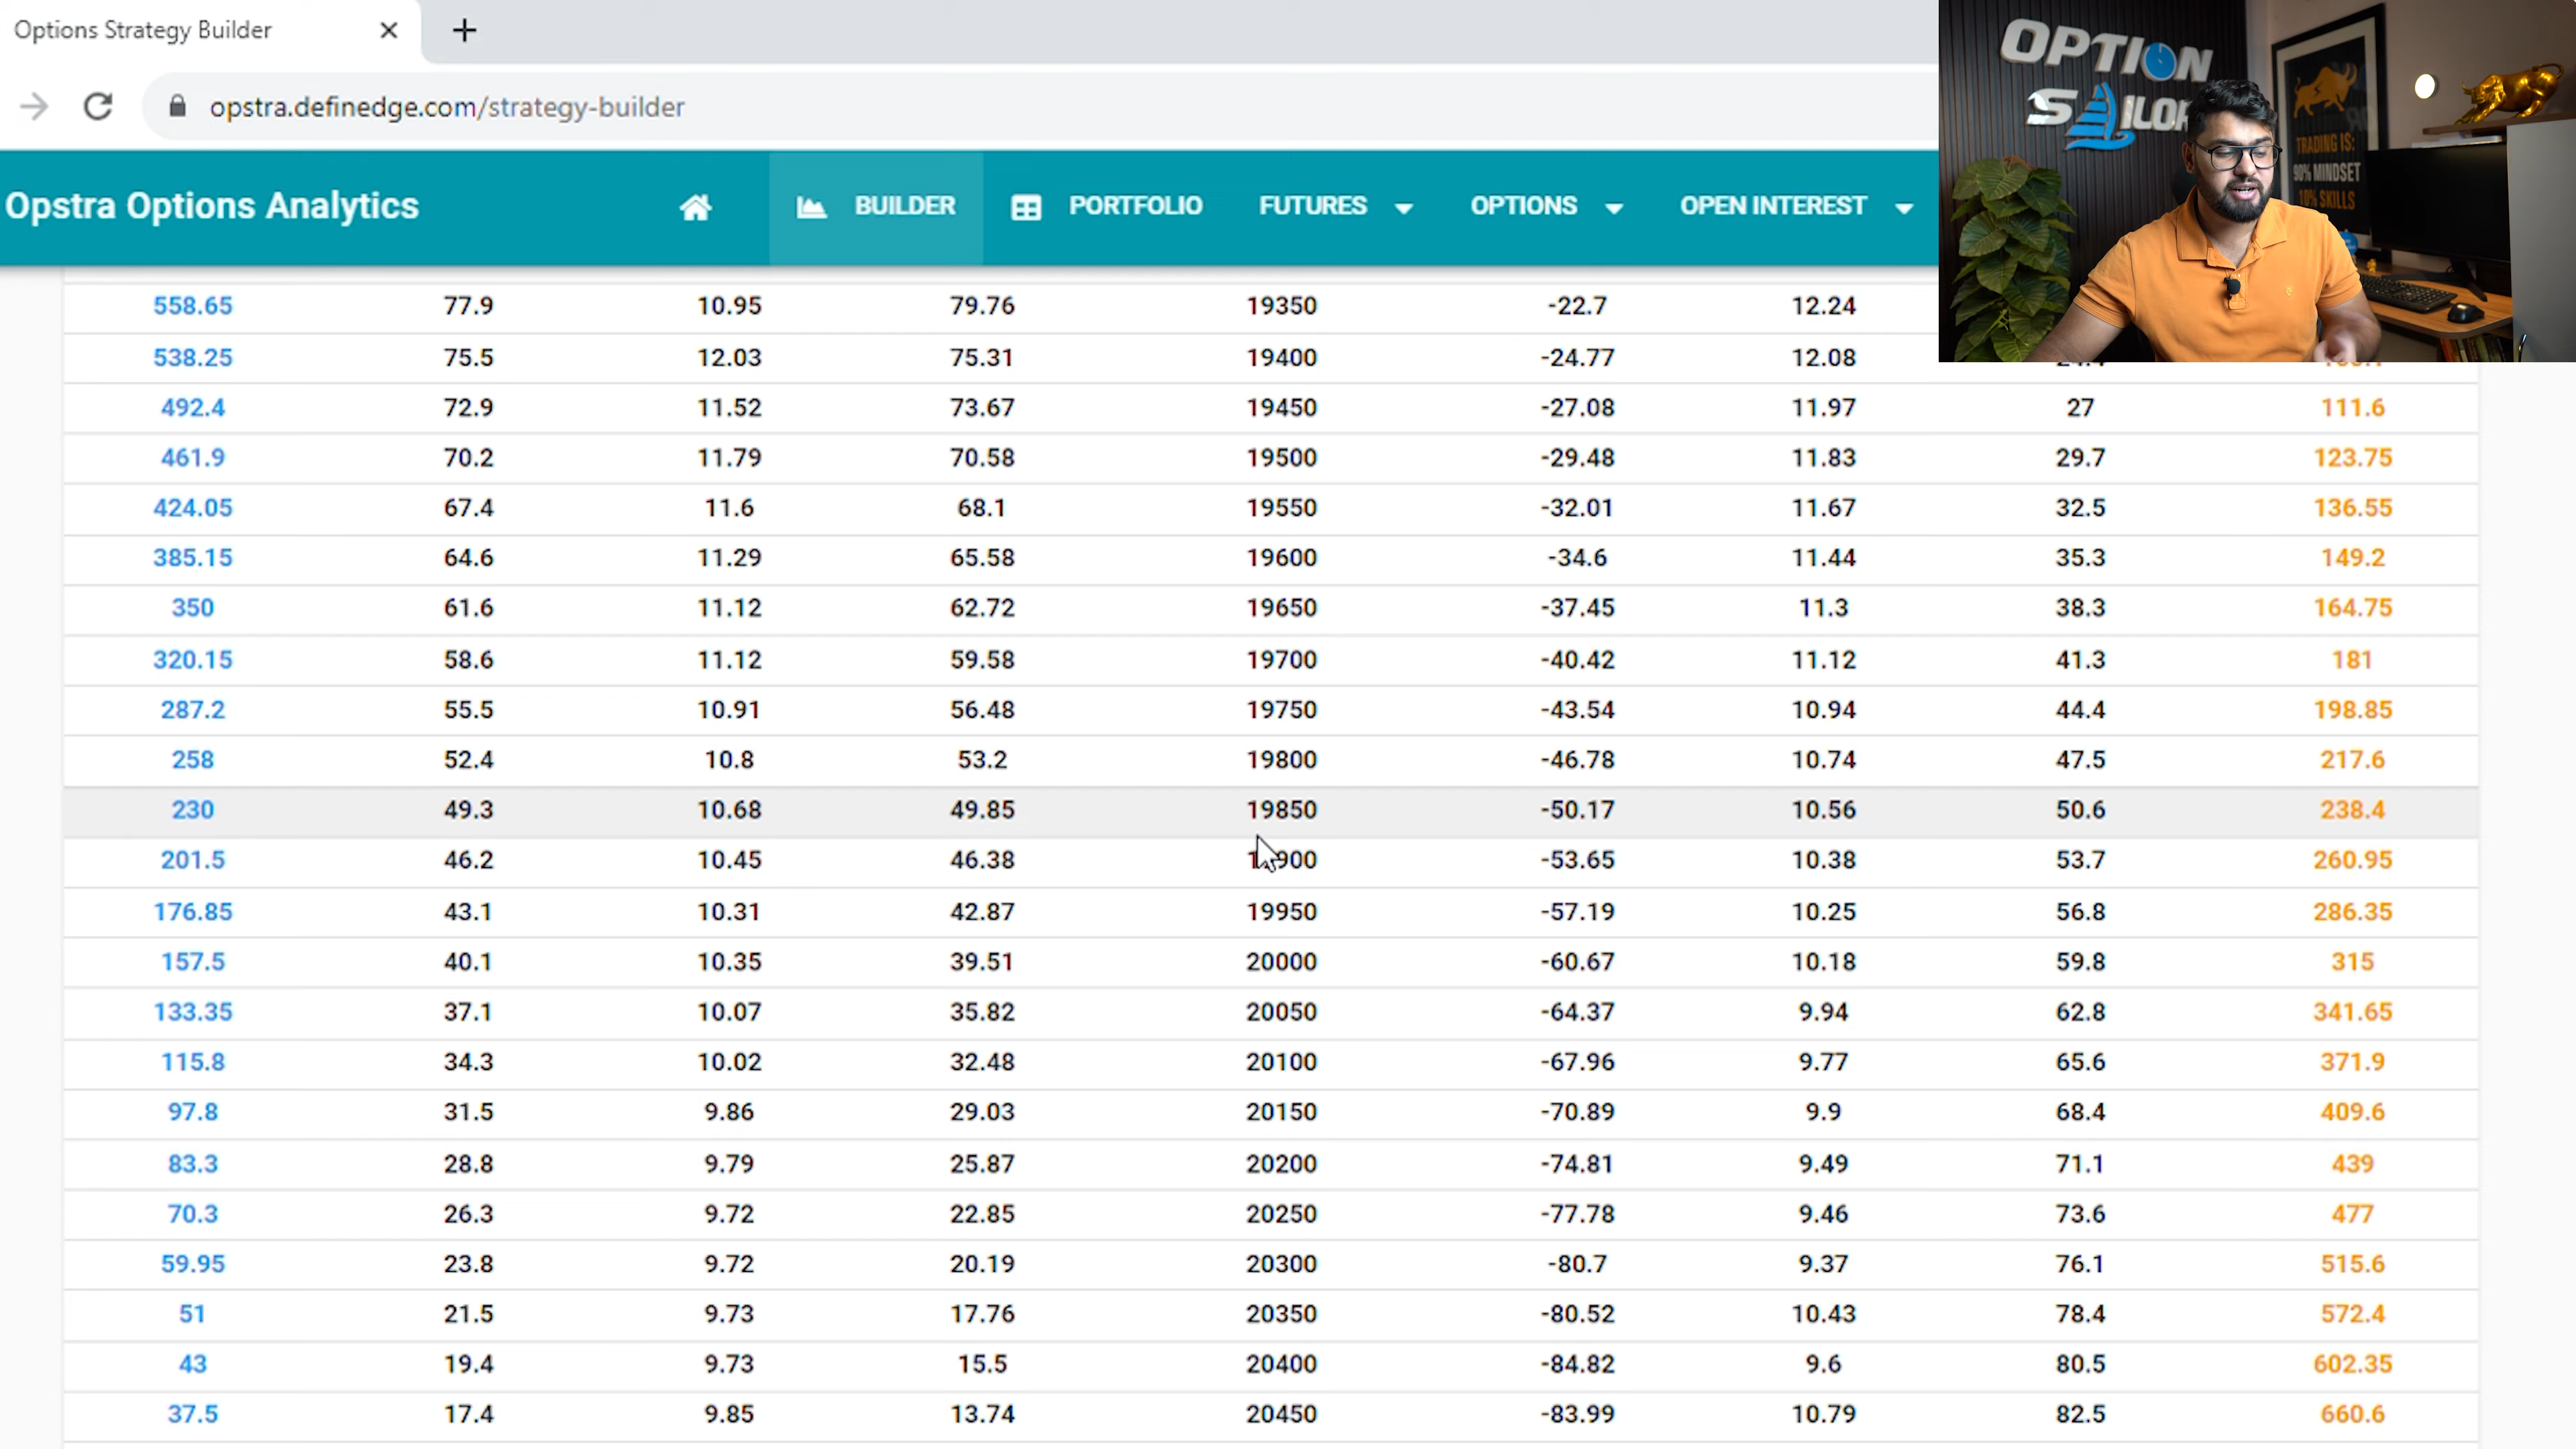 Options Strategy Builder
opstra.definedge.com/strategy-builder
OPTION
SAILOR
TRADING IS:
90% MINDSET
10% SKILLS
Opstra Options Analytics BUILDER PORTFOLIO FUTURES OPTIONS OPEN INTEREST
558.65 77.9 10.95 79.76 19350 -22.7 12.24
538.25 75.5 12.03 75.31 19400 -24.77 12.08
492.4 72.9 11.52 73.67 19450 -27.08 11.97 27 111.6
461.9 70.2 11.79 70.58 19500 -29.48 11.83 29.7 123.75
424.05 67.4 11.6 68.1 19550 -32.01 11.67 32.5 136.55
385.15 64.6 11.29 65.58 19600 -34.6 11.44 35.3 149.2
350 61.6 11.12 62.72 19650 -37.45 11.3 38.3 164.75
320.15 58.6 11.12 59.58 19700 -40.42 11.12 41.3 181
287.2 55.5 10.91 56.48 19750 -43.54 10.94 44.4 198.85
258 52.4 10.8 53.2 19800 -46.78 10.74 47.5 217.6
230 49.3 10.68 49.85 19850 -50.17 10.56 50.6 238.4
201.5 46.2 10.45 46.38 19900 -53.65 10.38 53.7 260.95
176.85 43.1 10.31 42.87 19950 -57.19 10.25 56.8 286.35
157.5 40.1 10.35 39.51 20000 -60.67 10.18 59.8 315
133.35 37.1 10.07 35.82 20050 -64.37 9.94 62.8 341.65
115.8 34.3 10.02 32.48 20100 -67.96 9.77 65.6 371.9
97.8 31.5 9.86 29.03 20150 -70.89 9.9 68.4 409.6
83.3 28.8 9.79 25.87 20200 -74.81 9.49 71.1 439
70.3 26.3 9.72 22.85 20250 -77.78 9.46 73.6 477
59.95 23.8 9.72 20.19 20300 -80.7 9.37 76.1 515.6
51 21.5 9.73 17.76 20350 -80.52 10.43 78.4 572.4
43 19.4 9.73 15.5 20400 -84.82 9.6 80.5 602.35
37.5 17.4 9.85 13.74 20450 -83.99 10.79 82.5 660.6